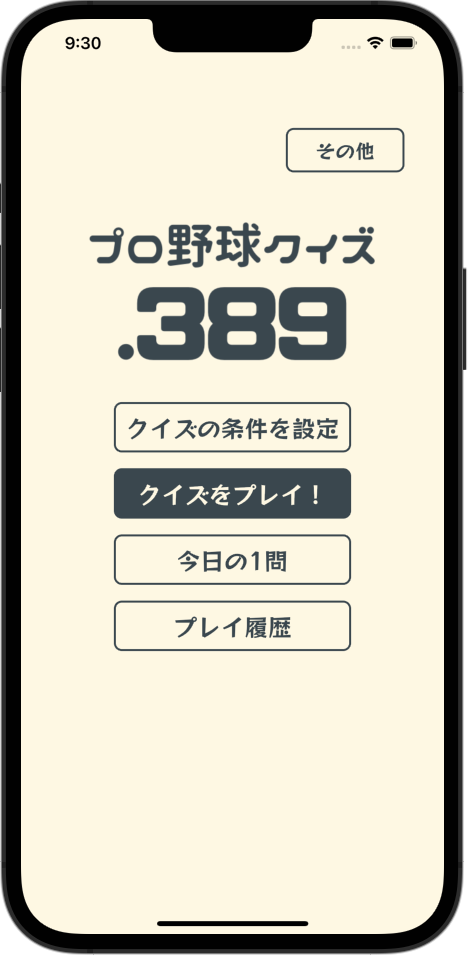 9:30
その他
プロ野球クイズ
.389
クイズの条件を設定
クイズをプレイ！
今日の1問
プレイ履歴